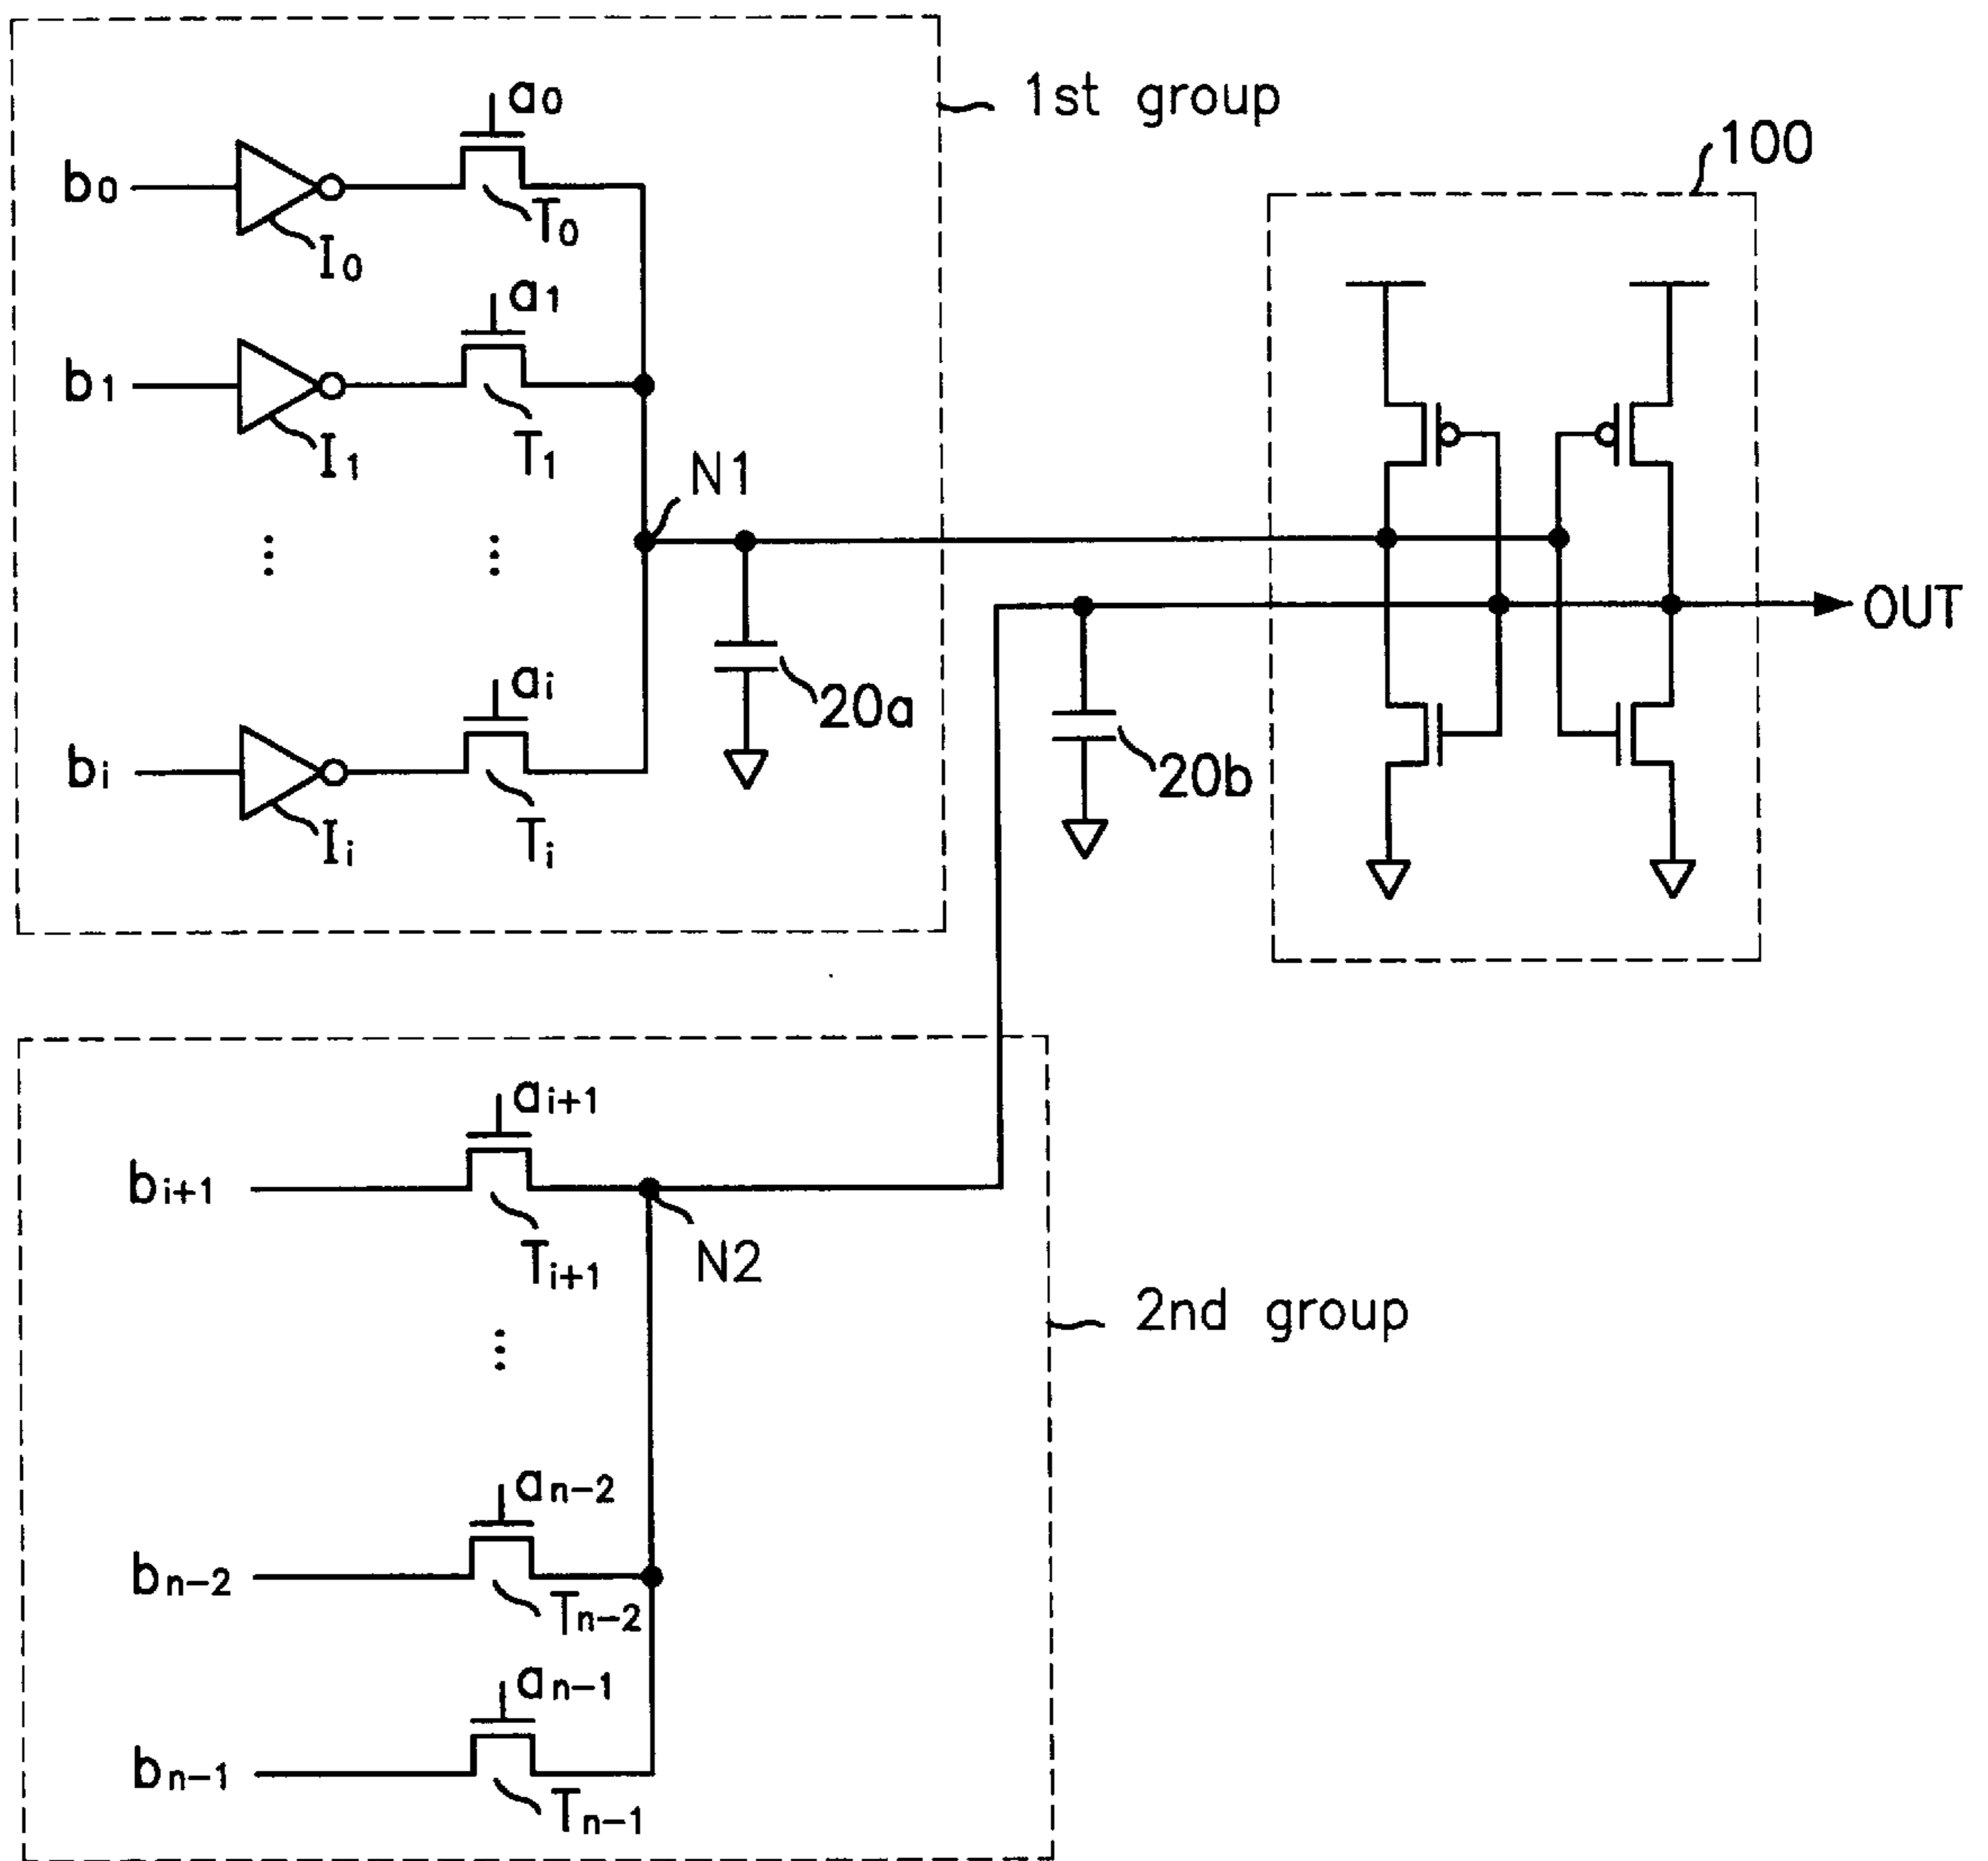 1st group
a₀
b₀
I₀
T₀
a₁
b₁
I₁
T₁
N1
100
OUT
20a
20b
aᵢ
bᵢ
Iᵢ
Tᵢ
aᵢ₊₁
bᵢ₊₁
Tᵢ₊₁
N2
2nd group
aₙ₋₂
bₙ₋₂
Tₙ₋₂
aₙ₋₁
bₙ₋₁
Tₙ₋₁